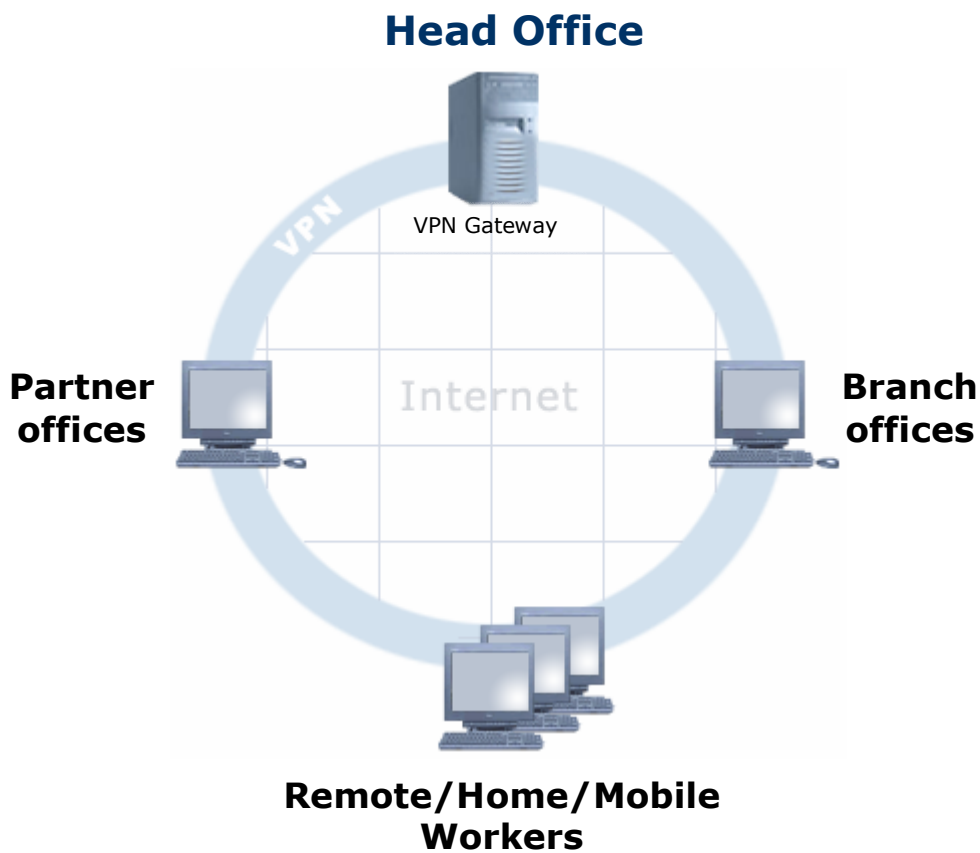 Head Office
VPN
VPN Gateway
Internet
Partner
offices
Branch
offices
Remote/Home/Mobile
Workers